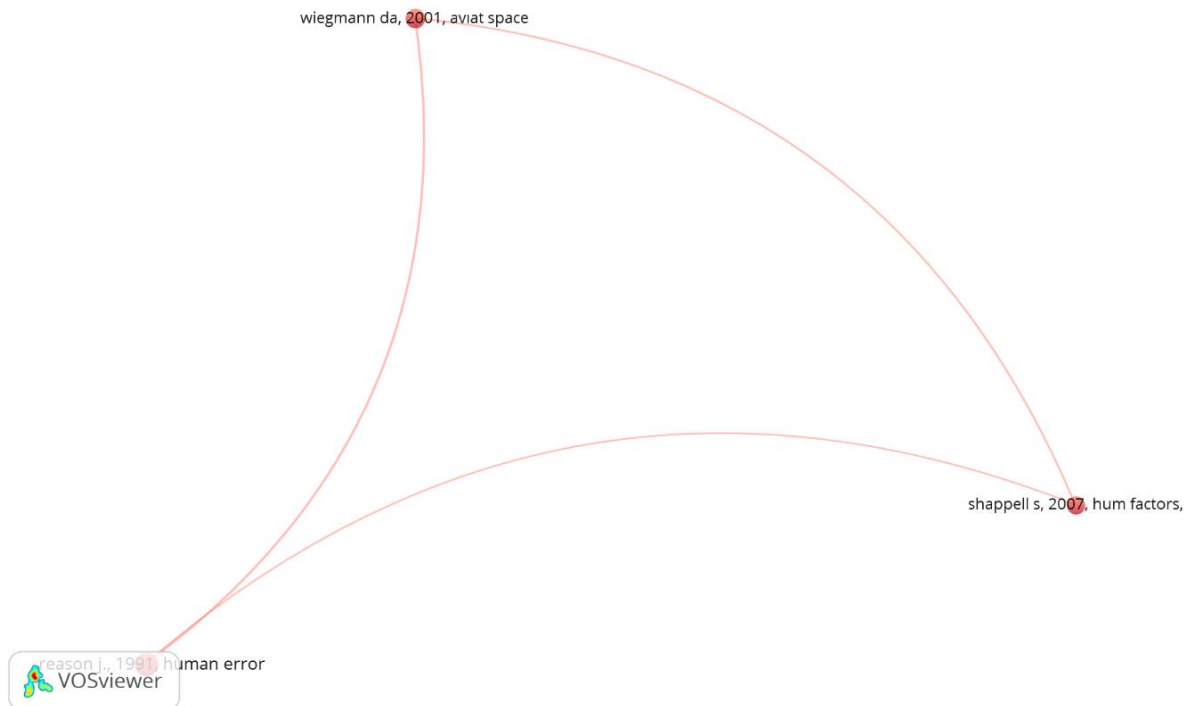 wiegmann da, 2001, aviat space
shappell s, 2007, hum factors,
reason j., 1991, human error
VOSviewer